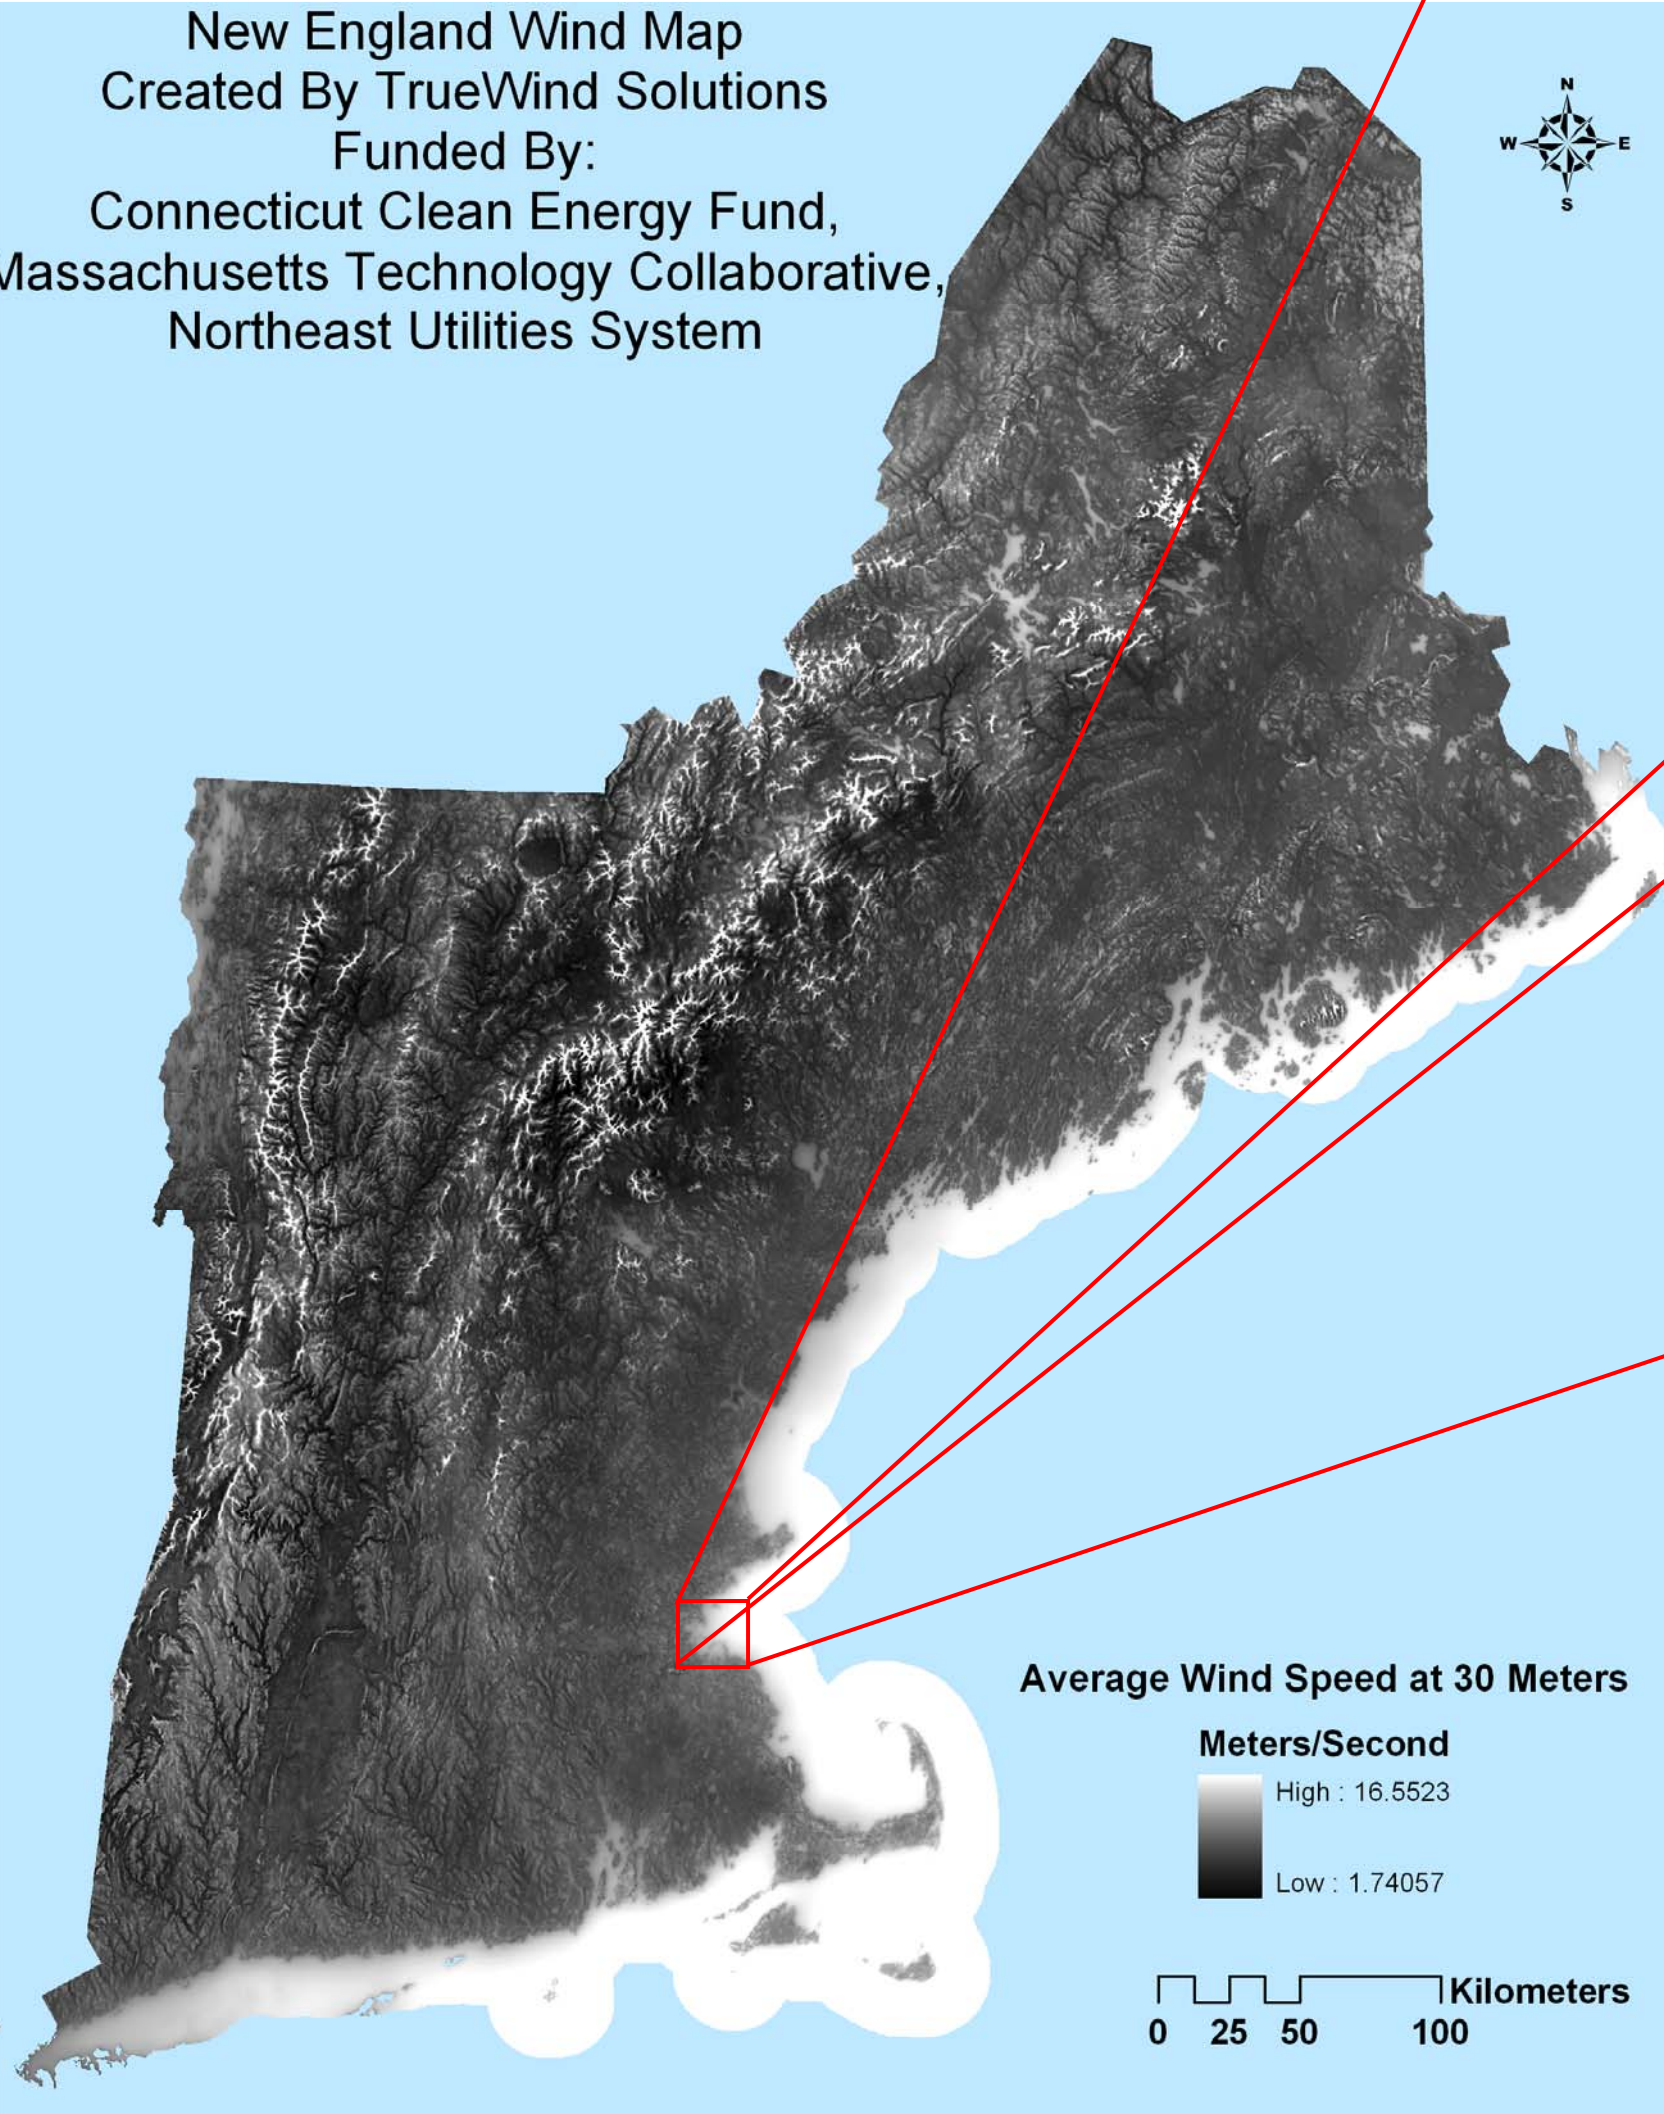 New England Wind Map
Created By TrueWind Solutions
Funded By:
Connecticut Clean Energy Fund,
Massachusetts Technology Collaborative,
Northeast Utilities System
N
W E
S
Average Wind Speed at 30 Meters
Meters/Second
High : 16.5523
Low : 1.74057
Kilometers
0 25 50 100